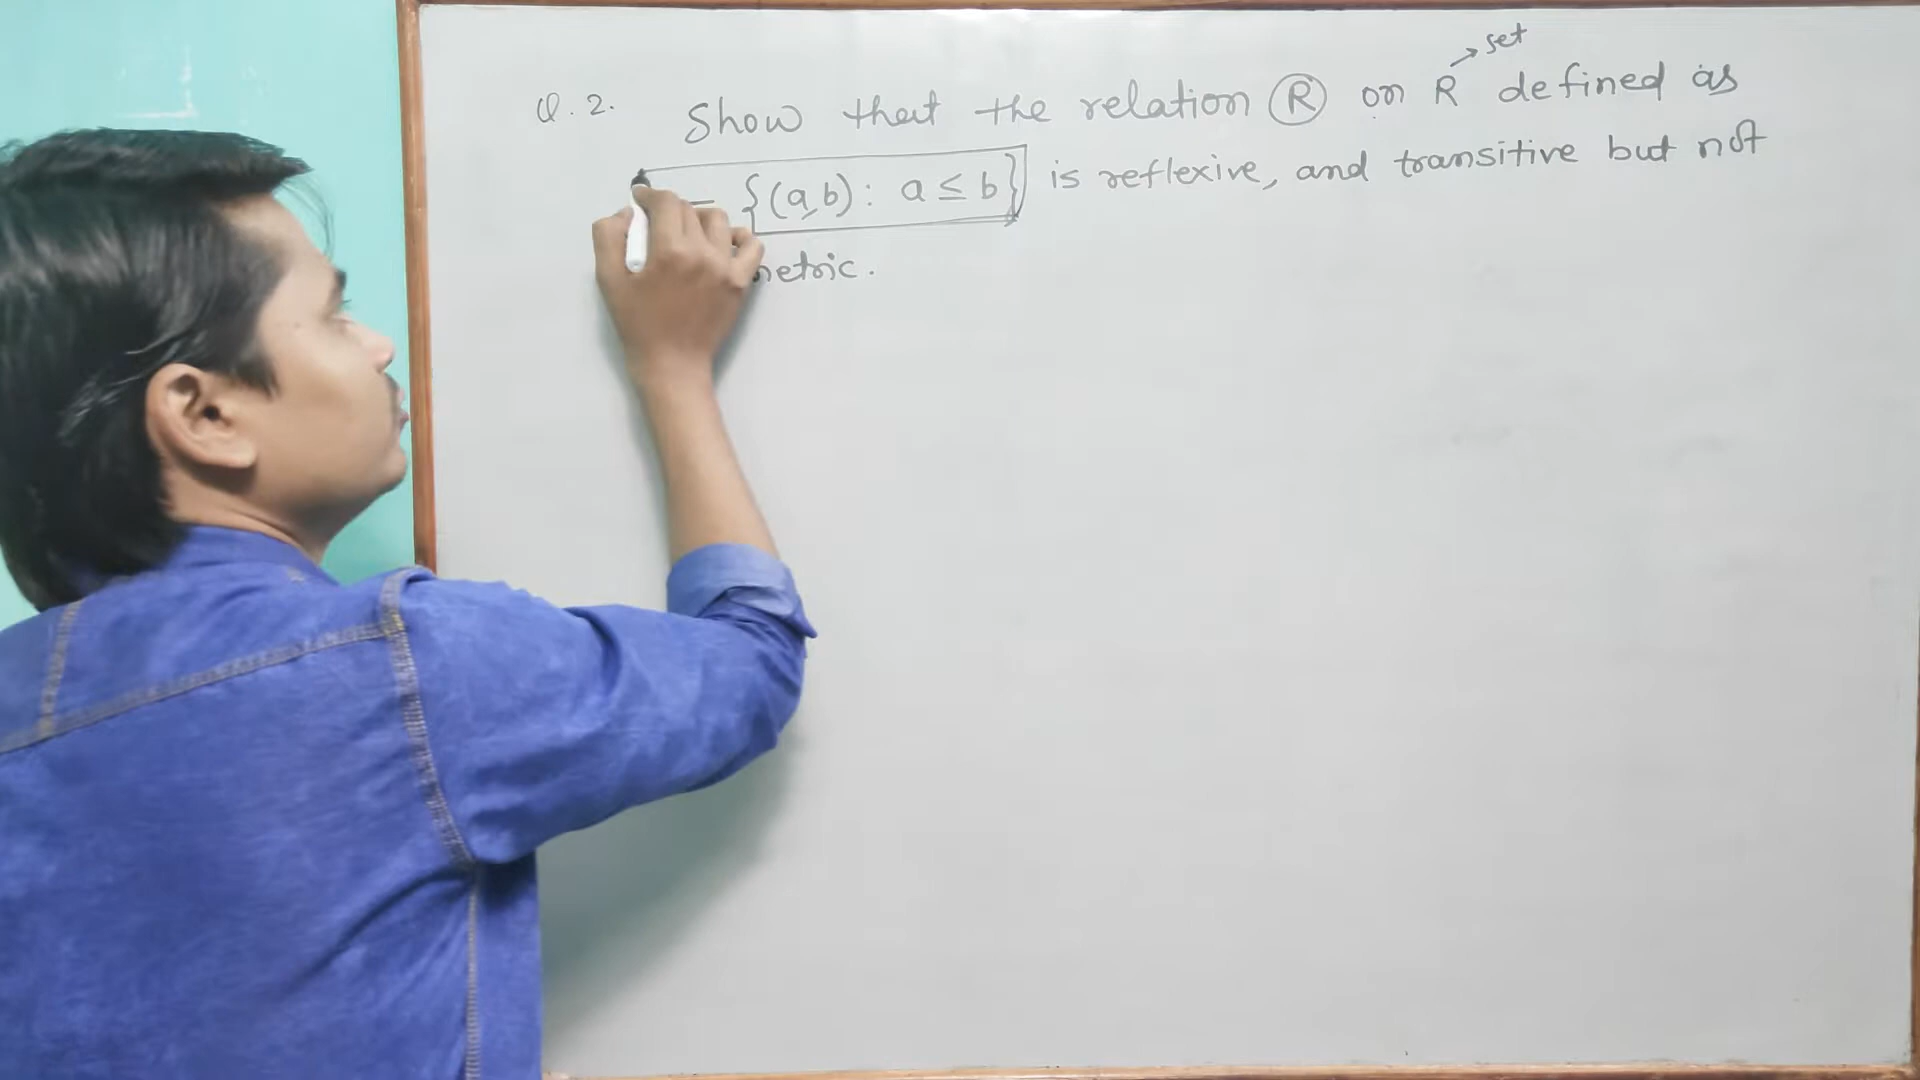 set
Q.2. Show that the relation R on R defined as
= {(a,b): a ≤ b} is reflexive, and transitive but not
metric.